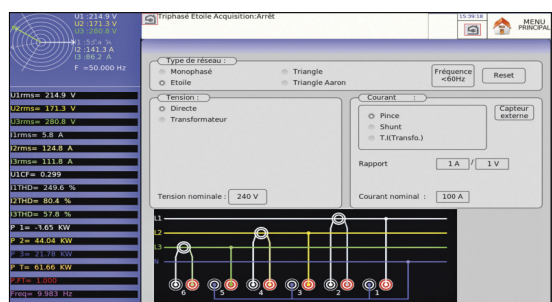 U1 :214.9 V
U2 :171.3 V
U3 :280.8 V
I2 :141.3 A
I3 :86.2 A
F =50.000 Hz
Triphasé Etoile Acquisition:Arrêt
15:39:18
MENU
PRINCIPAL
Type de réseau :
Monophasé
Triangle
Etoile
Triangle Aaron
Fréquence
<60Hz
Reset
Tension :
Directe
Transformateur
Tension nominale : 240 V
Courant :
Pince
Shunt
T.I(Transfo.)
Capteur
externe
Rapport 1 A / 1 V
Courant nominal : 100 A
U1rms= 214.9 V
U2rms= 171.3 V
U3rms= 280.8 V
I1rms= 5.8 A
I2rms= 124.8 A
I3rms= 111.8 A
U1CF= 0.299
I1THD= 249.6 %
I2THD= 80.4 %
I3THD= 57.8 %
P 1= -3.65 KW
P 2= 44.04 KW
P 3= 21.78 KW
P T= 61.66 KW
P.FT= 1.000
Freq= 9.983 Hz
L1
L2
L3
N
6 5 4 3 2 1